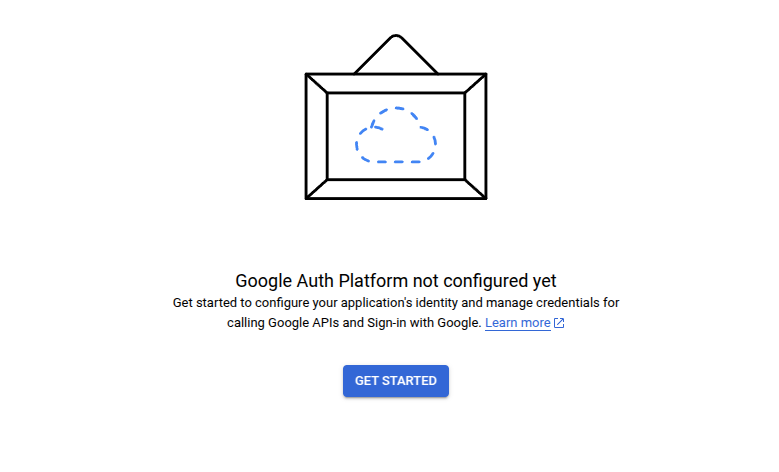 Google Auth Platform not configured yet
Get started to configure your application's identity and manage credentials for
calling Google APIs and Sign-in with Google. Learn more
GET STARTED